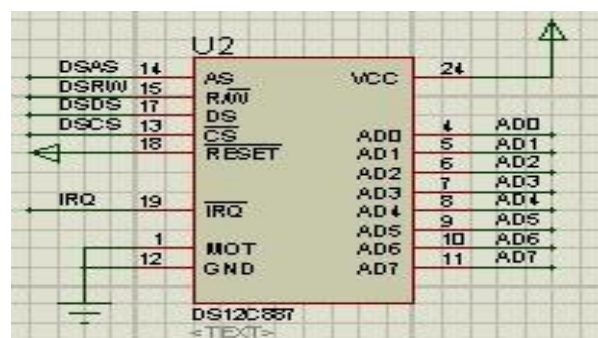 U2
DSAS 14 AS VCC 24
DSRW 15 R/W
DSDS 17 DS
DSCS 13 CS AD0 4 AD0
18 RESET AD1 5 AD1
AD2 6 AD2
AD3 7 AD3
IRQ 19 IRQ AD4 8 AD4
AD5 9 AD5
1 MOT AD6 10 AD6
12 GND AD7 11 AD7
DS12C887
<TEXT>